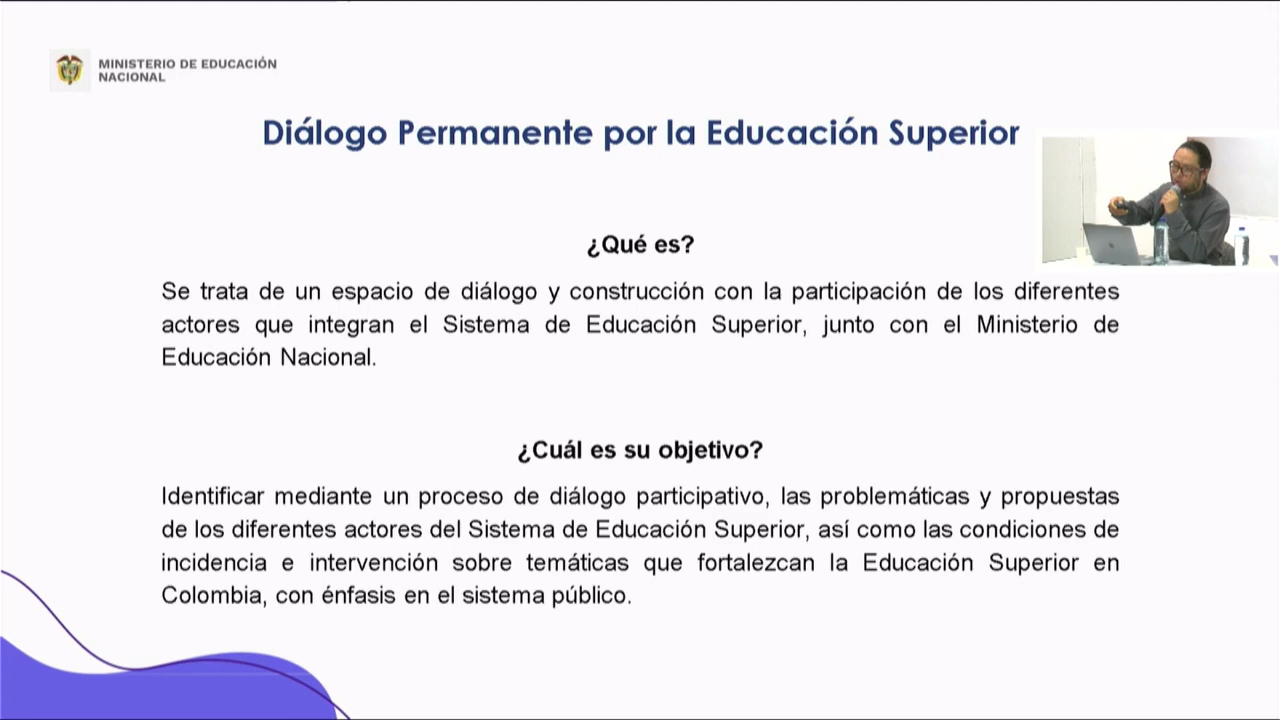 MINISTERIO DE EDUCACIÓN
NACIONAL
Diálogo Permanente por la Educación Superior
¿Qué es?
Se trata de un espacio de diálogo y construcción con la participación de los diferentes
actores que integran el Sistema de Educación Superior, junto con el Ministerio de
Educación Nacional.
¿Cuál es su objetivo?
Identificar mediante un proceso de diálogo participativo, las problemáticas y propuestas
de los diferentes actores del Sistema de Educación Superior, así como las condiciones de
incidencia e intervención sobre temáticas que fortalezcan la Educación Superior en
Colombia, con énfasis en el sistema público.